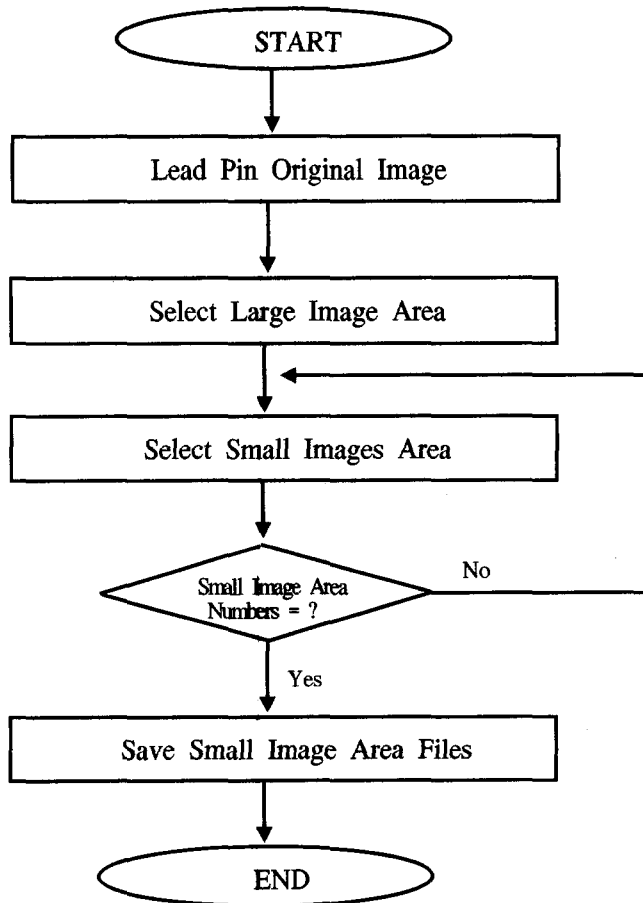 START
Lead Pin Original Image
Select Large Image Area
Select Small Images Area
Small Image Area
Numbers = ?
No
Yes
Save Small Image Area Files
END